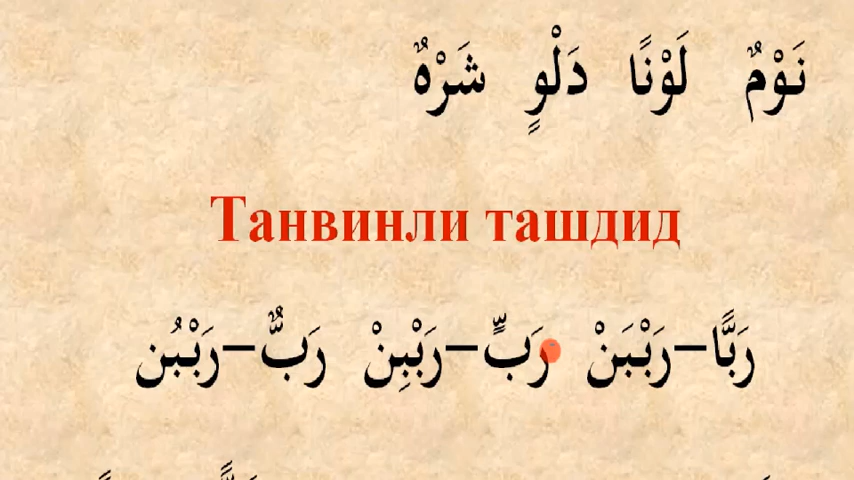 نَوْمٌ لَوْنًا دَلْوٍ شَرْهٌ
Танвинли ташдид
رَبًّا–رَبْبَنْ رَبٍّ–رَبْبِنْ رَبٌّ–رَبْبُن